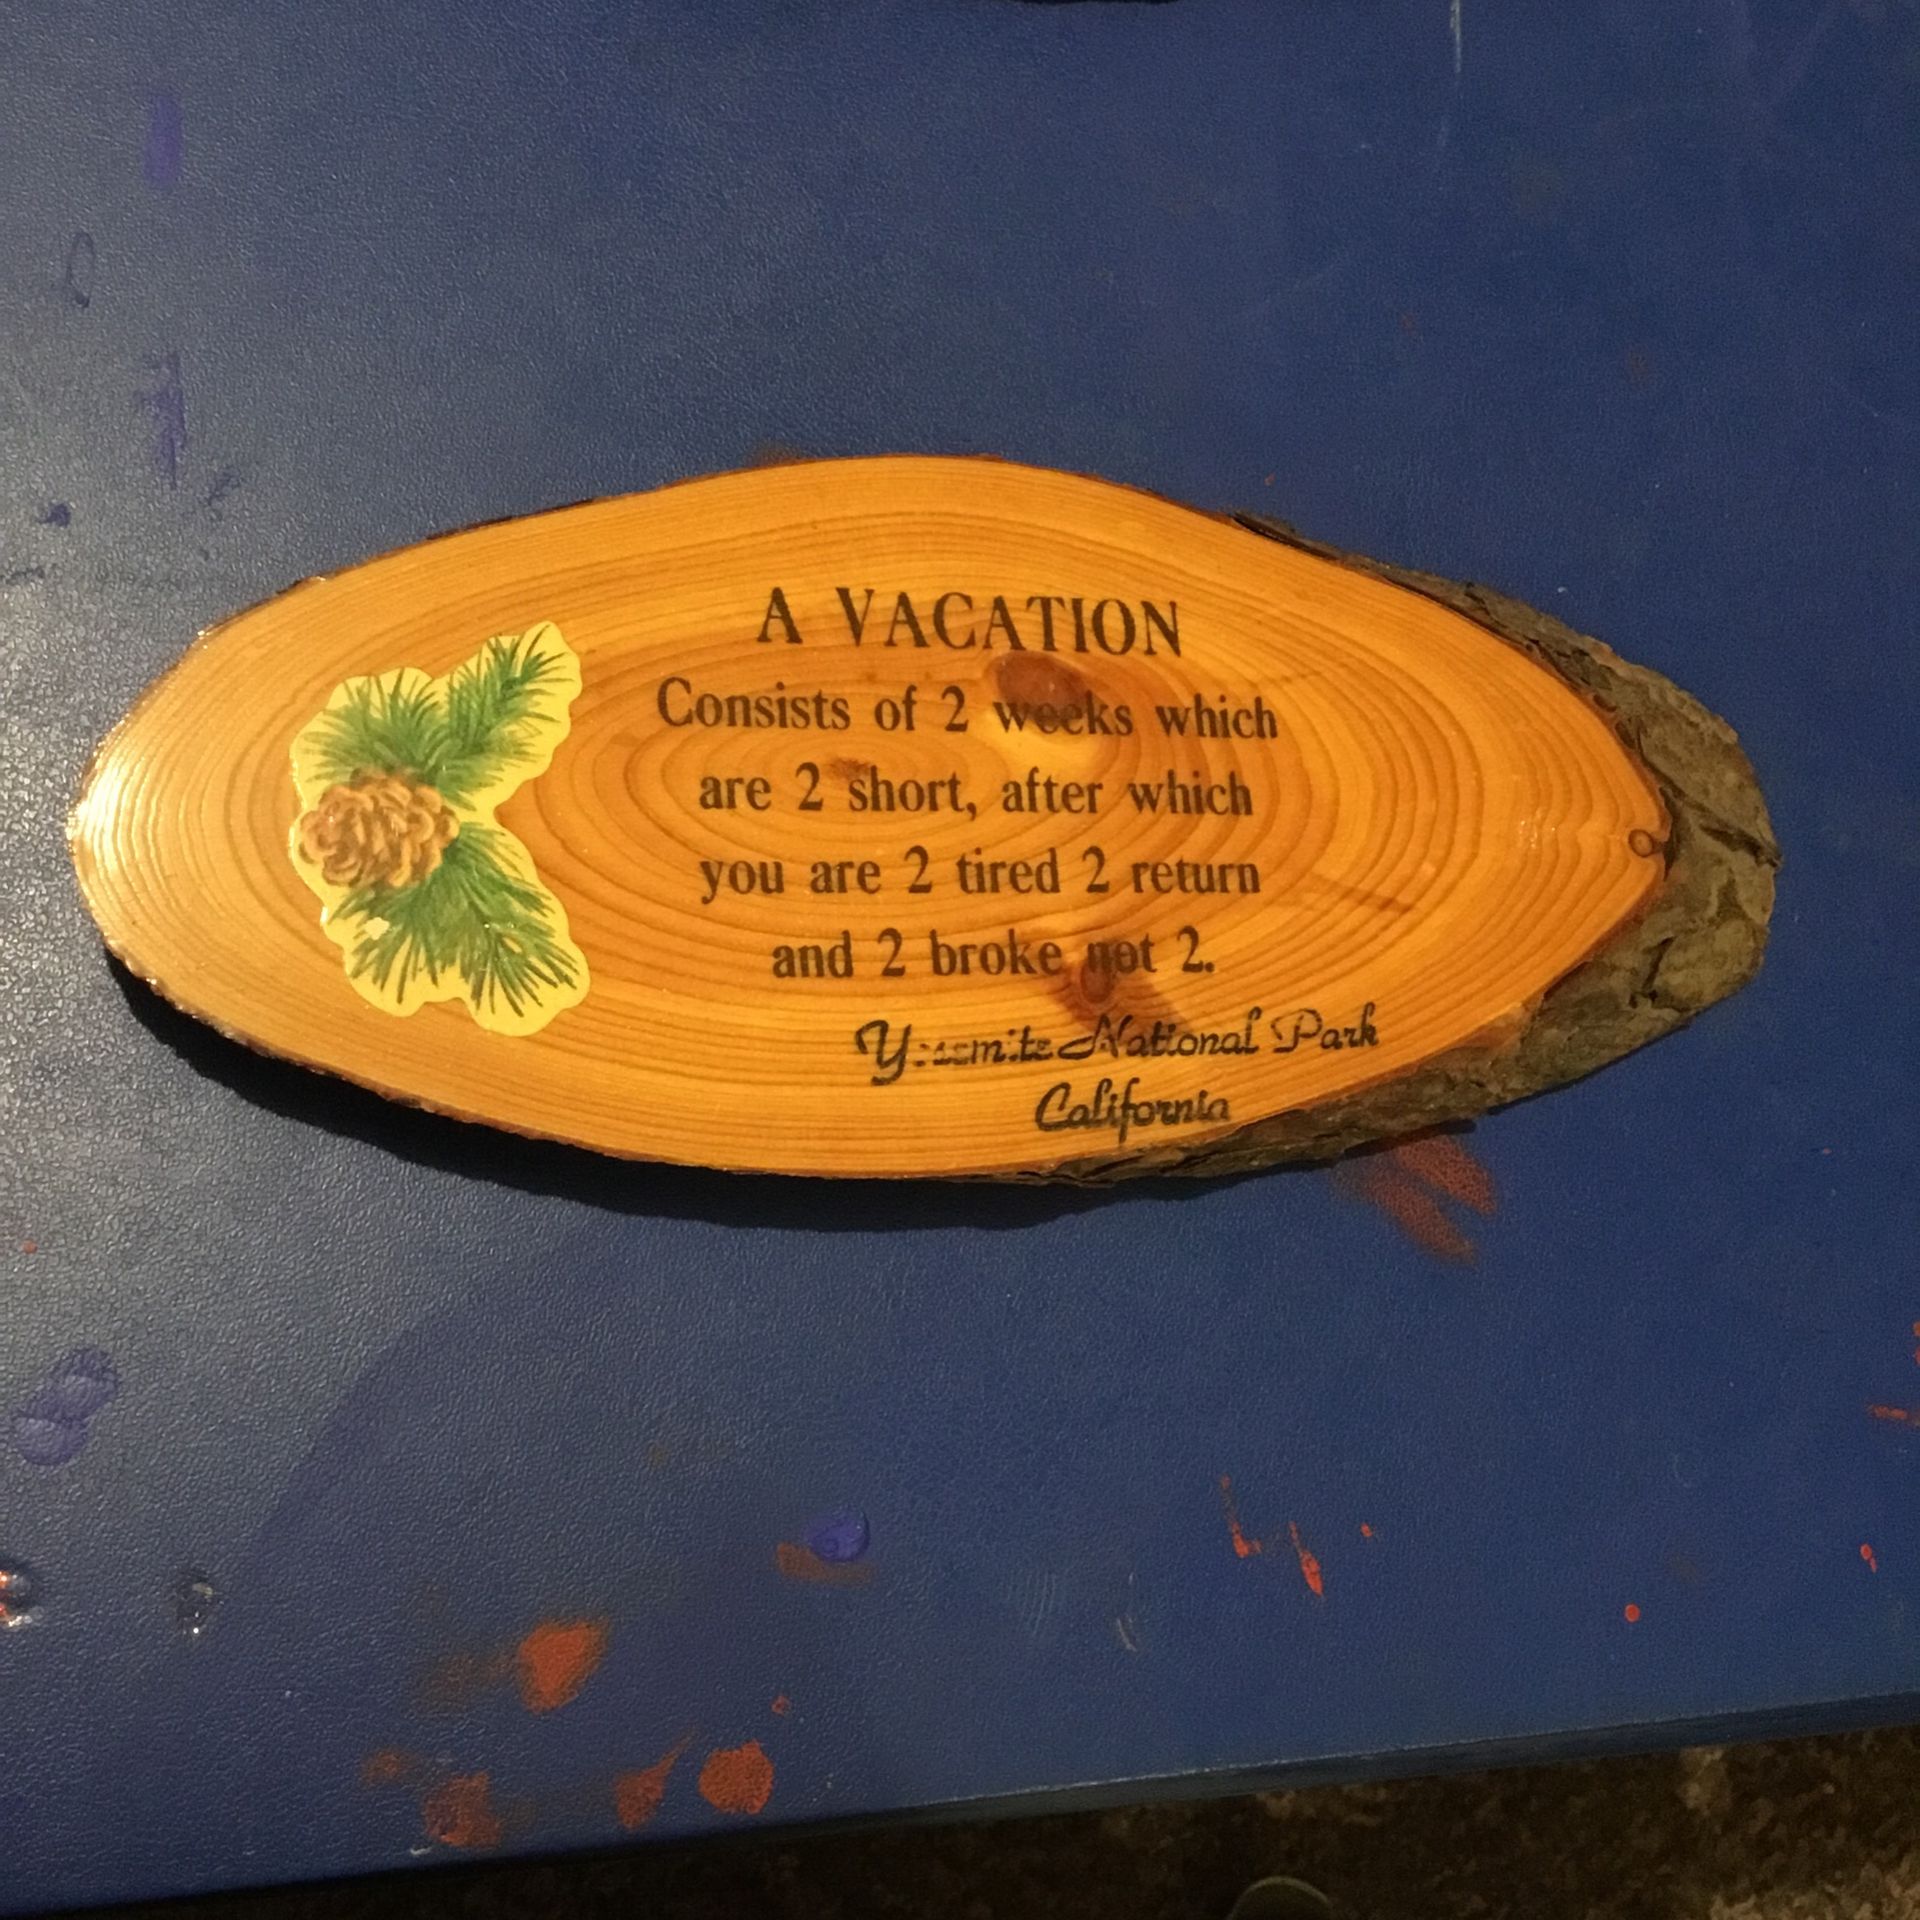 A VACATION
Consists of 2 weeks which
are 2 short, after which
you are 2 tired 2 return
and 2 broke not 2.
Yosemite National Park
California